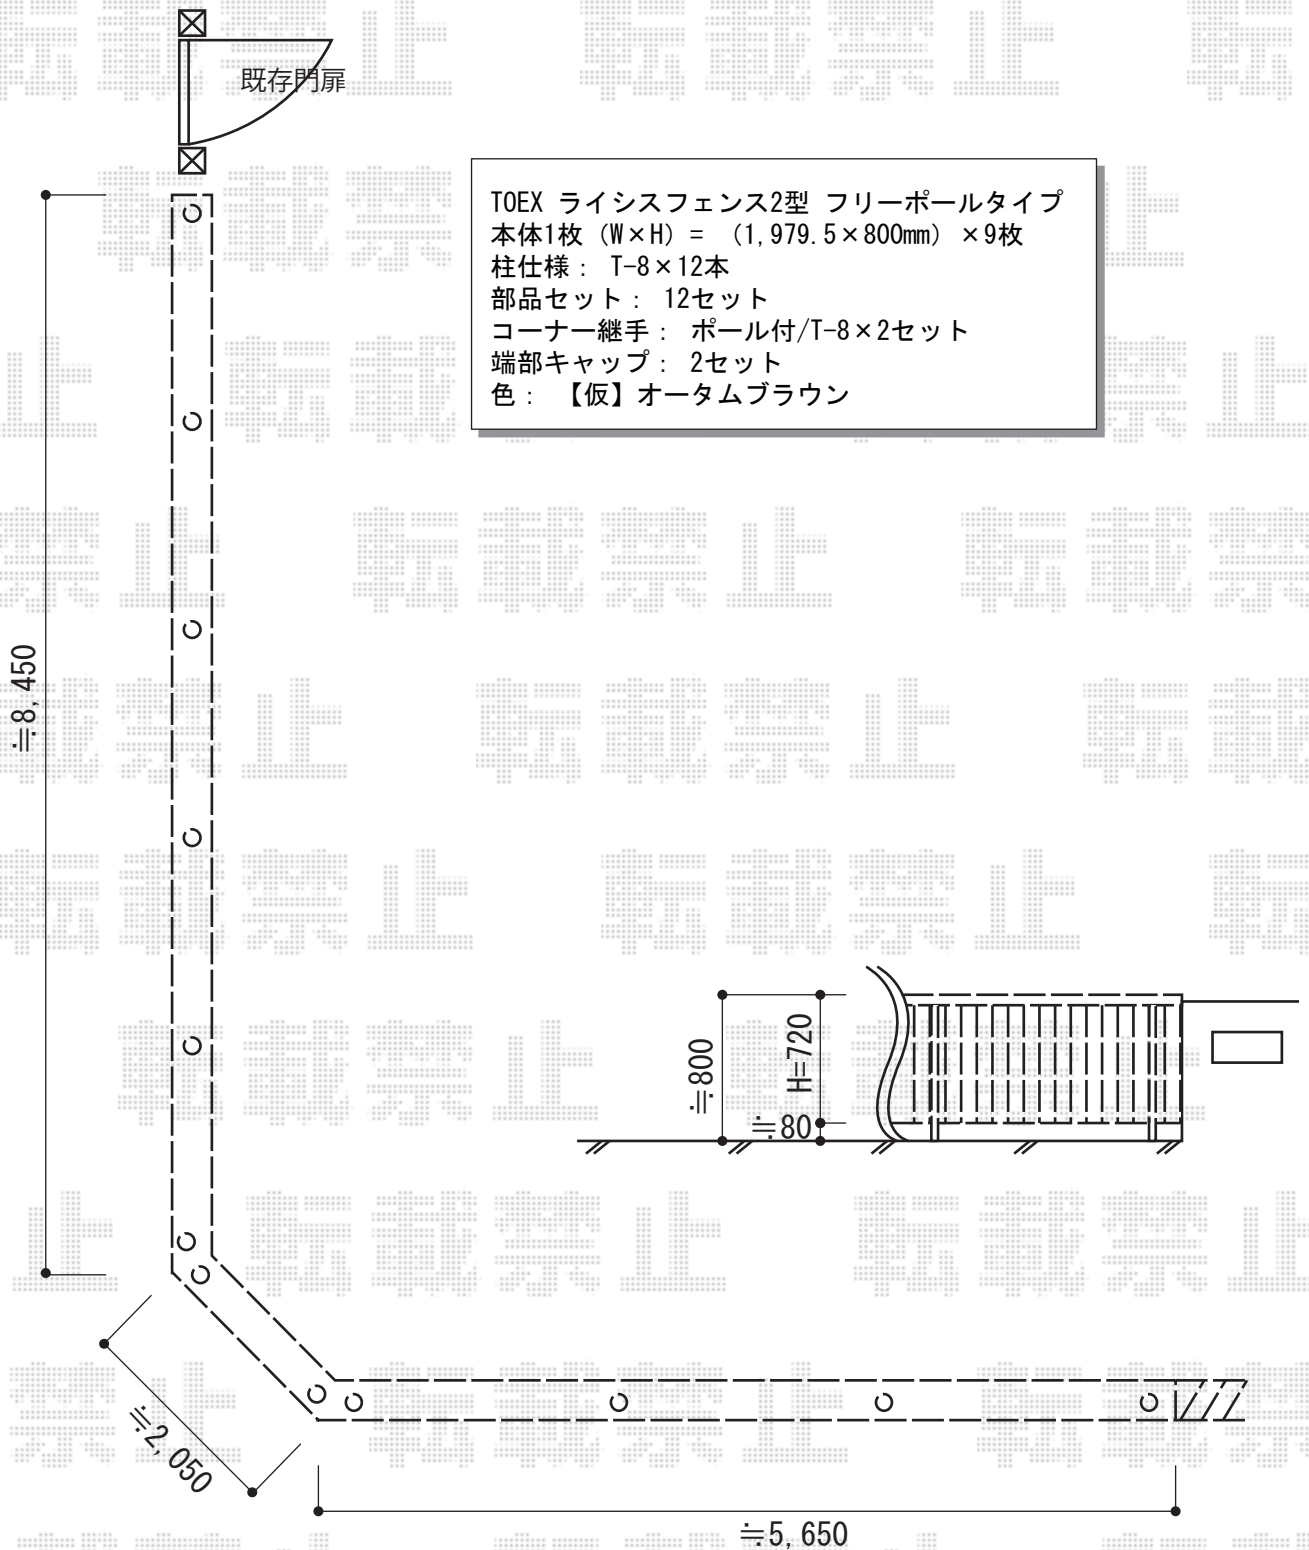 既存門扉
TOEX ライシスフェンス2型 フリーポールタイプ
本体1枚（W×H）＝ （1,979.5×800mm）×9枚
柱仕様： T-8×12本
部品セット： 12セット
コーナー継手： ポール付/T-8×2セット
端部キャップ： 2セット
色： 【仮】オータムブラウン
≒8,450
≒800
H=720
≒80
≒2,050
≒5,650
転載禁止